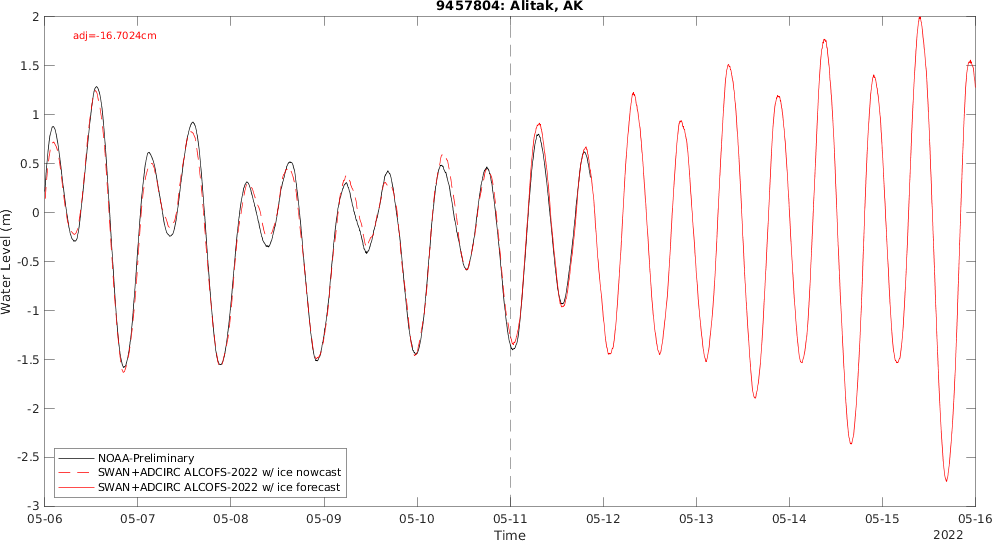 9457804: Alitak, AK
adj=-16.7024cm
2
1.5
1
0.5
0
-0.5
-1
-1.5
-2
-2.5
-3
Water Level (m)
NOAA-Preliminary
SWAN+ADCIRC ALCOFS-2022 w/ ice nowcast
SWAN+ADCIRC ALCOFS-2022 w/ ice forecast
05-06 05-07 05-08 05-09 05-10 05-11 05-12 05-13 05-14 05-15 05-16
Time
2022